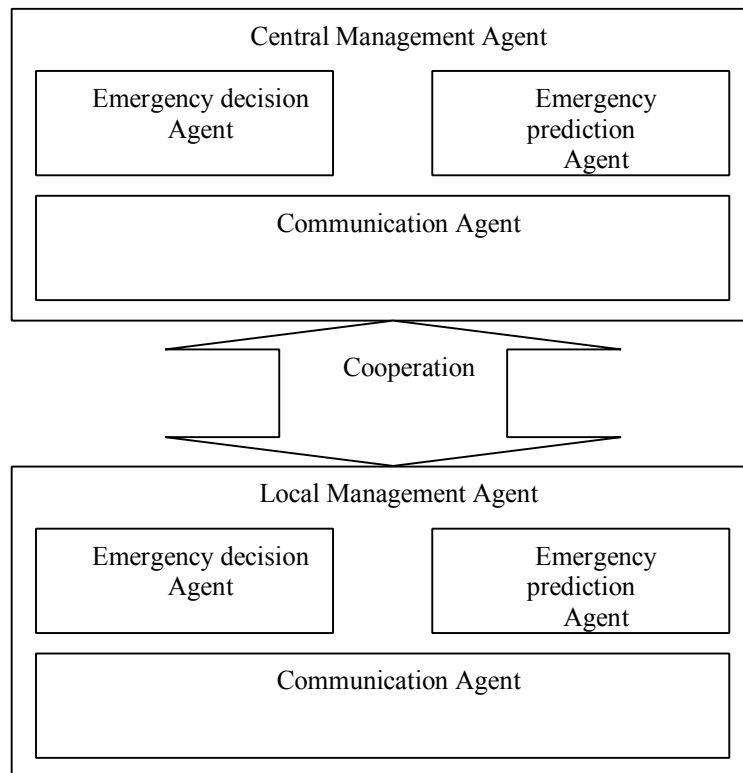 Central Management Agent
Emergency decision
Agent
Emergency
prediction
Agent
Communication Agent
Cooperation
Local Management Agent
Emergency decision
Agent
Emergency
prediction
Agent
Communication Agent